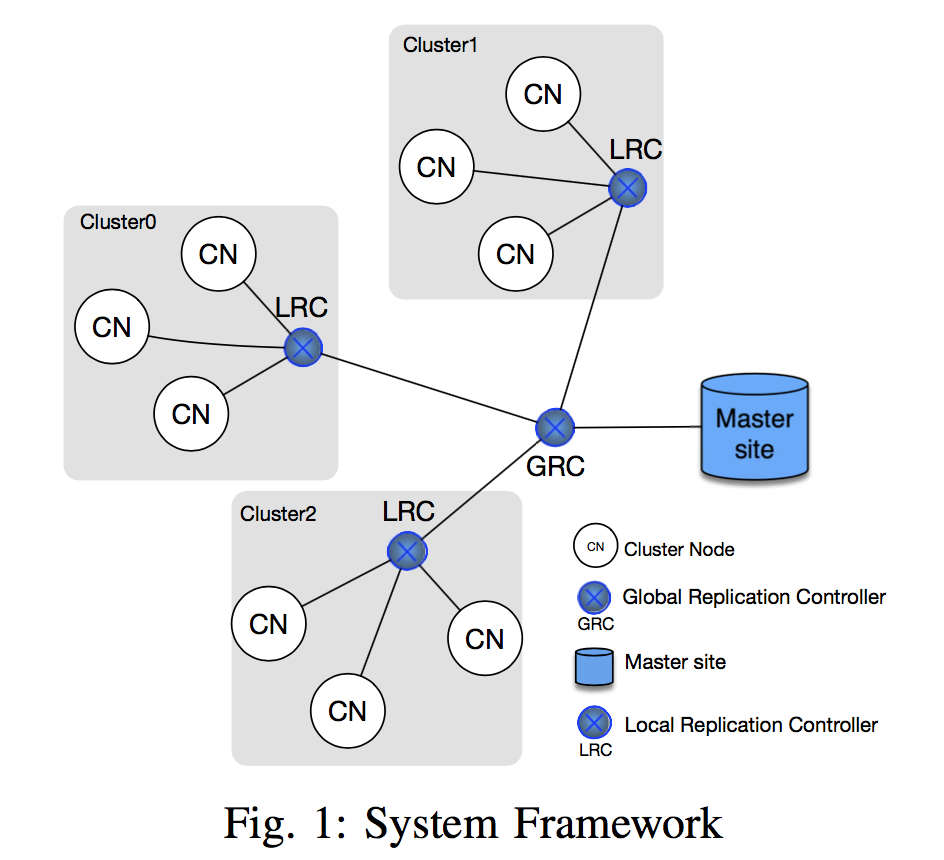 Cluster1
CN
CN
LRC
CN
Cluster0
CN
LRC
CN
CN
Master
site
GRC
Cluster2
LRC
CN
CN
CN
CN Cluster Node
Global Replication Controller
GRC
Master site
Local Replication Controller
LRC
Fig. 1: System Framework